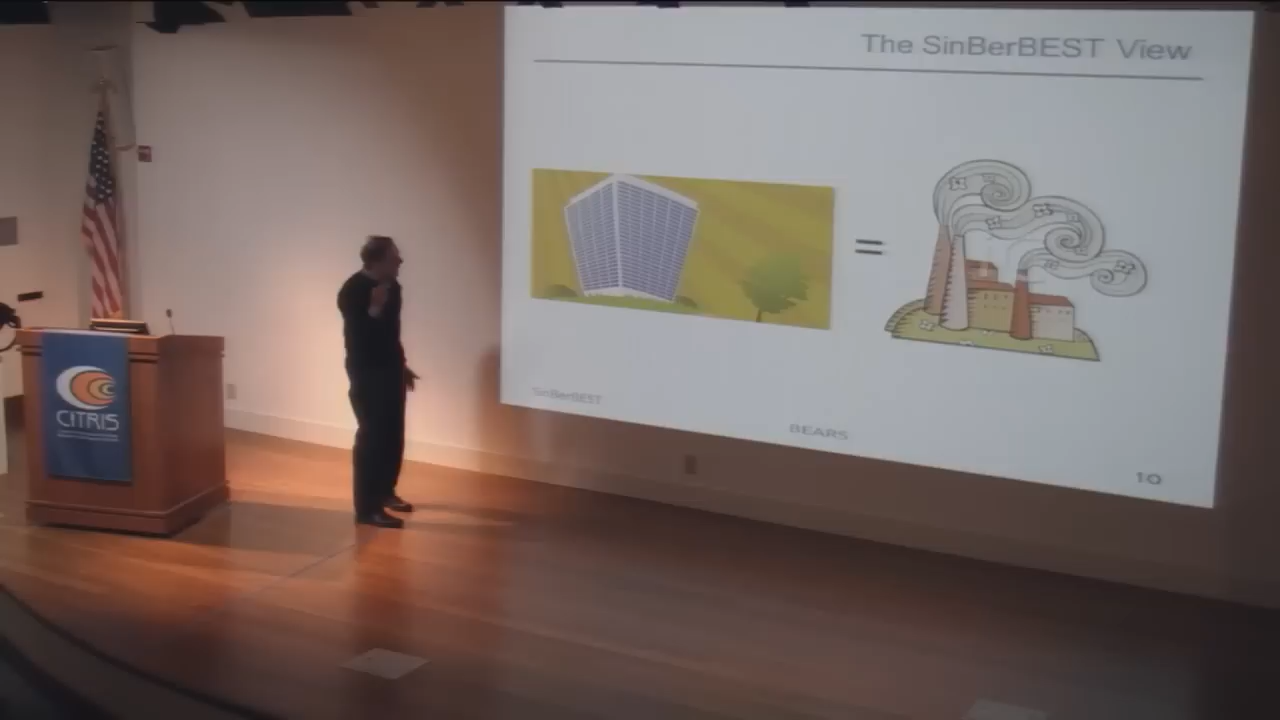 The SinBerBEST View
SinBerBEST
BEARS
10
CITRIS